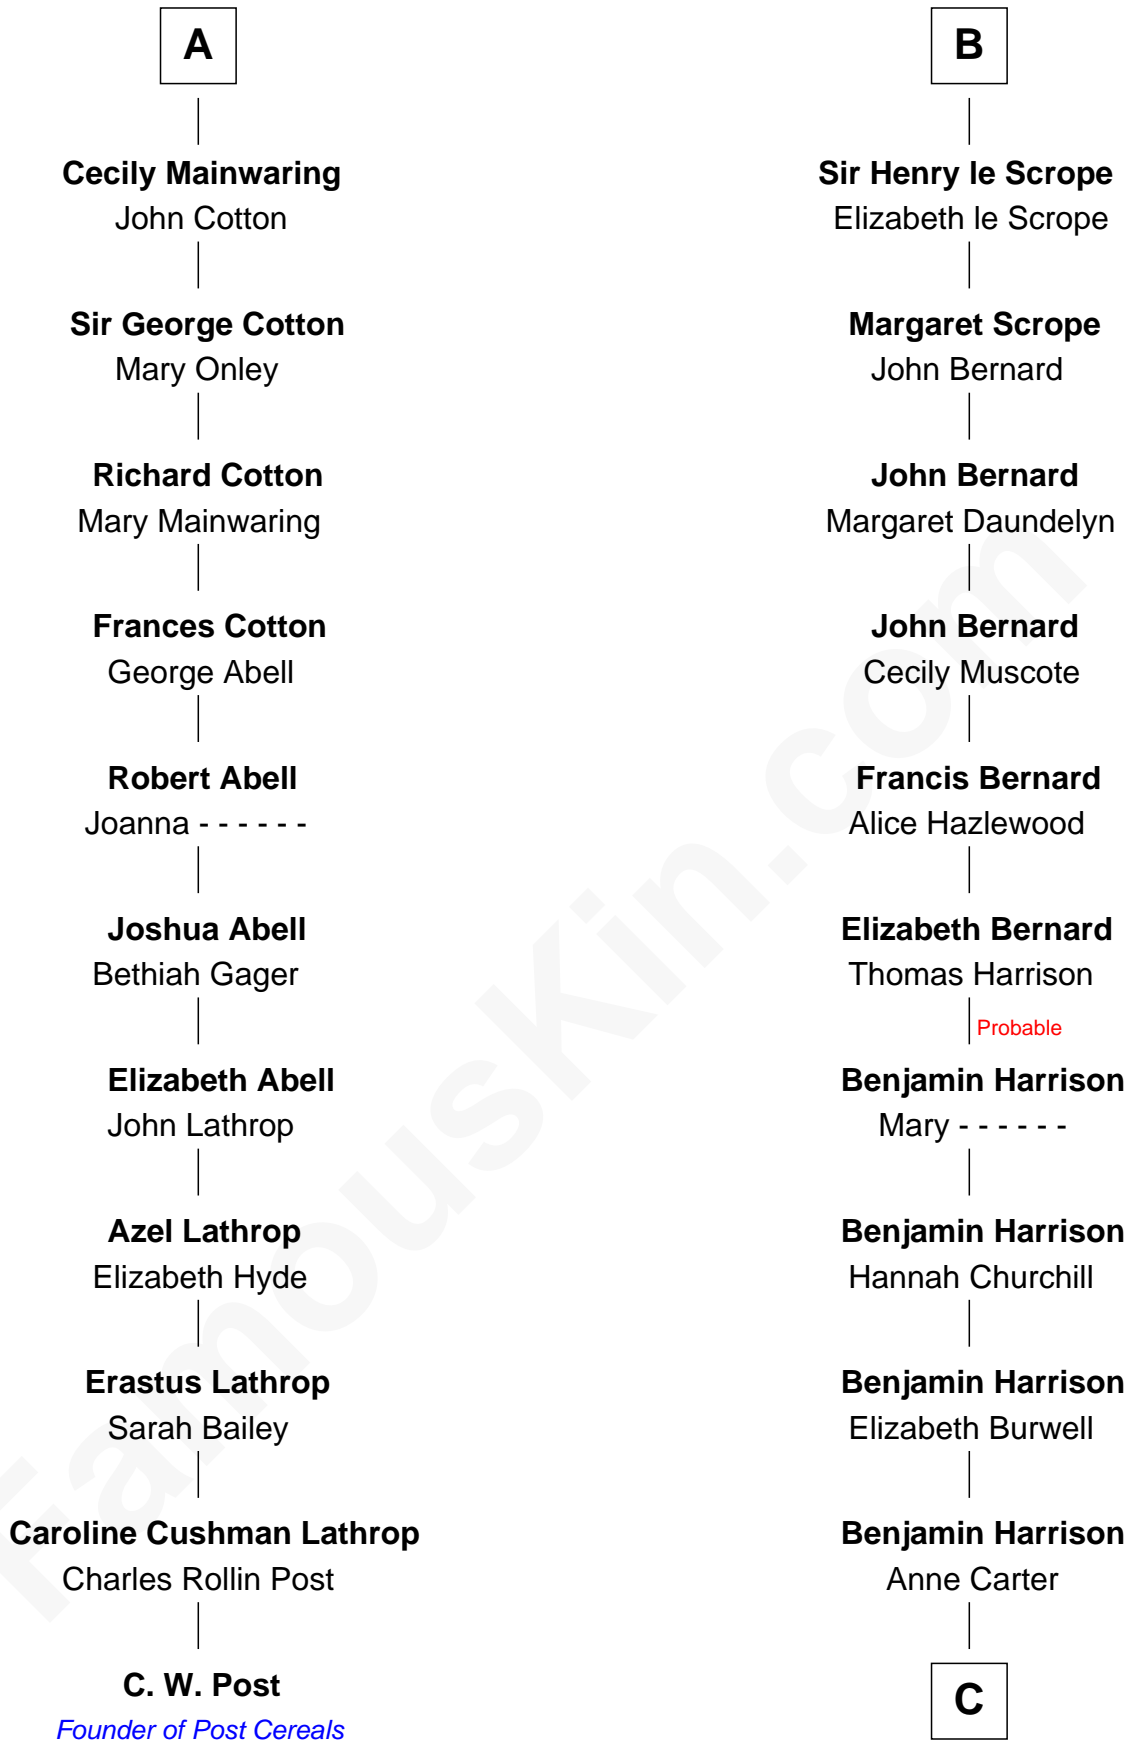 A
Cecily Mainwaring
John Cotton
Sir George Cotton
Mary Onley
Richard Cotton
Mary Mainwaring
Frances Cotton
George Abell
Robert Abell
Joanna - - - - - -
Joshua Abell
Bethiah Gager
Elizabeth Abell
John Lathrop
Azel Lathrop
Elizabeth Hyde
Erastus Lathrop
Sarah Bailey
Caroline Cushman Lathrop
Charles Rollin Post
C. W. Post
Founder of Post Cereals
B
Sir Henry le Scrope
Elizabeth le Scrope
Margaret Scrope
John Bernard
John Bernard
Margaret Daundelyn
John Bernard
Cecily Muscote
Francis Bernard
Alice Hazlewood
Elizabeth Bernard
Thomas Harrison
Probable
Benjamin Harrison
Mary - - - - - -
Benjamin Harrison
Hannah Churchill
Benjamin Harrison
Elizabeth Burwell
Benjamin Harrison
Anne Carter
C
FamousKin.com